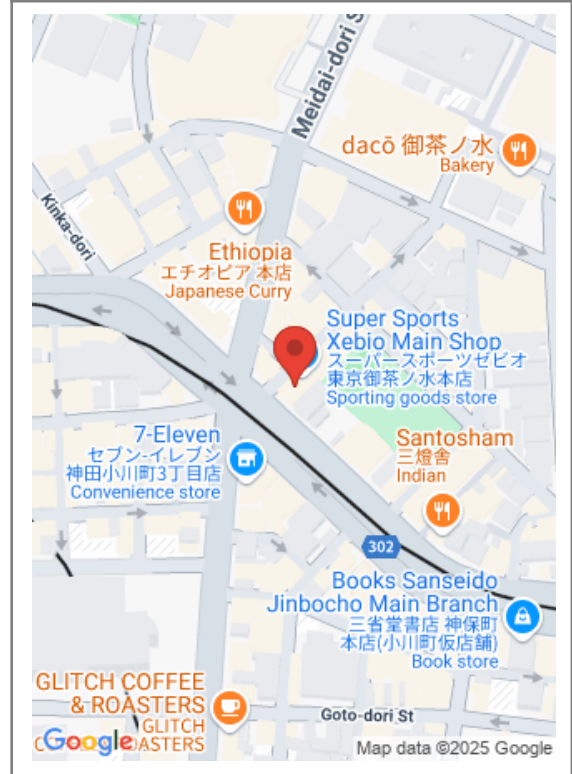 Meidai-dori St
dacō 御茶ノ水
Bakery
Kinka-dori
Ethiopia
エチオピア 本店
Japanese Curry
Super Sports
Xebio Main Shop
スーパースポーツゼビオ
東京御茶ノ水本店
Sporting goods store
7-Eleven
セブン-イレブン
神田小川町3丁目店
Convenience store
Santosham
三燈舎
Indian
302
Books Sanseido
Jinbocho Main Branch
三省堂書店 神保町
本店(小川町仮店舗)
Book store
GLITCH COFFEE
& ROASTERS
GLITCH
ROASTERS
Goto-dori St
Google
Map data ©2025 Google